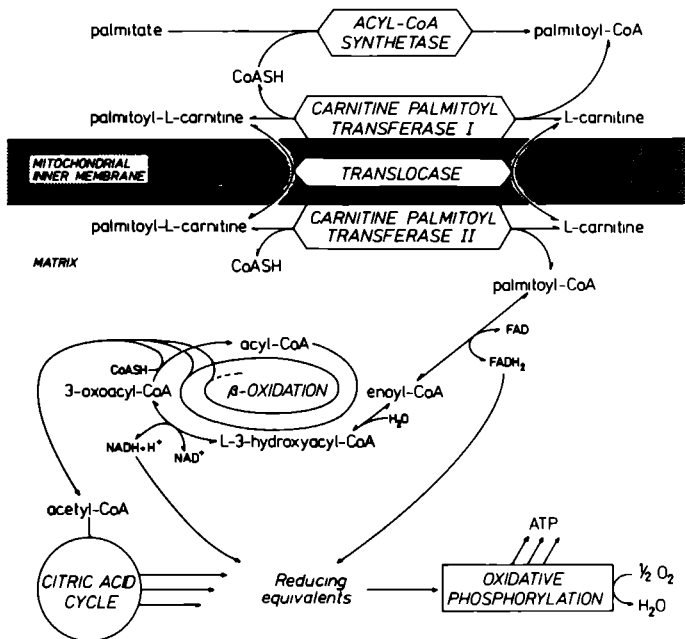 palmitate
ACYL-CoA
SYNTHETASE
palmitoyl-CoA
CoASH
palmitoyl-L-carnitine
CARNITINE PALMITOYL
TRANSFERASE I
L-carnitine
MITOCHONDRIAL
INNER MEMBRANE
TRANSLOCASE
palmitoyl-L-carnitine
CARNITINE PALMITOYL
TRANSFERASE II
L-carnitine
MATRIX
CoASH
palmitoyl-CoA
FAD
FADH2
acyl-CoA
CoASH
3-oxoacyl-CoA
β-OXIDATION
enoyl-CoA
H2O
L-3-hydroxyacyl-CoA
NADH+H+
NAD+
acetyl-CoA
CITRIC ACID
CYCLE
Reducing
equivalents
ATP
OXIDATIVE
PHOSPHORYLATION
½ O2
H2O